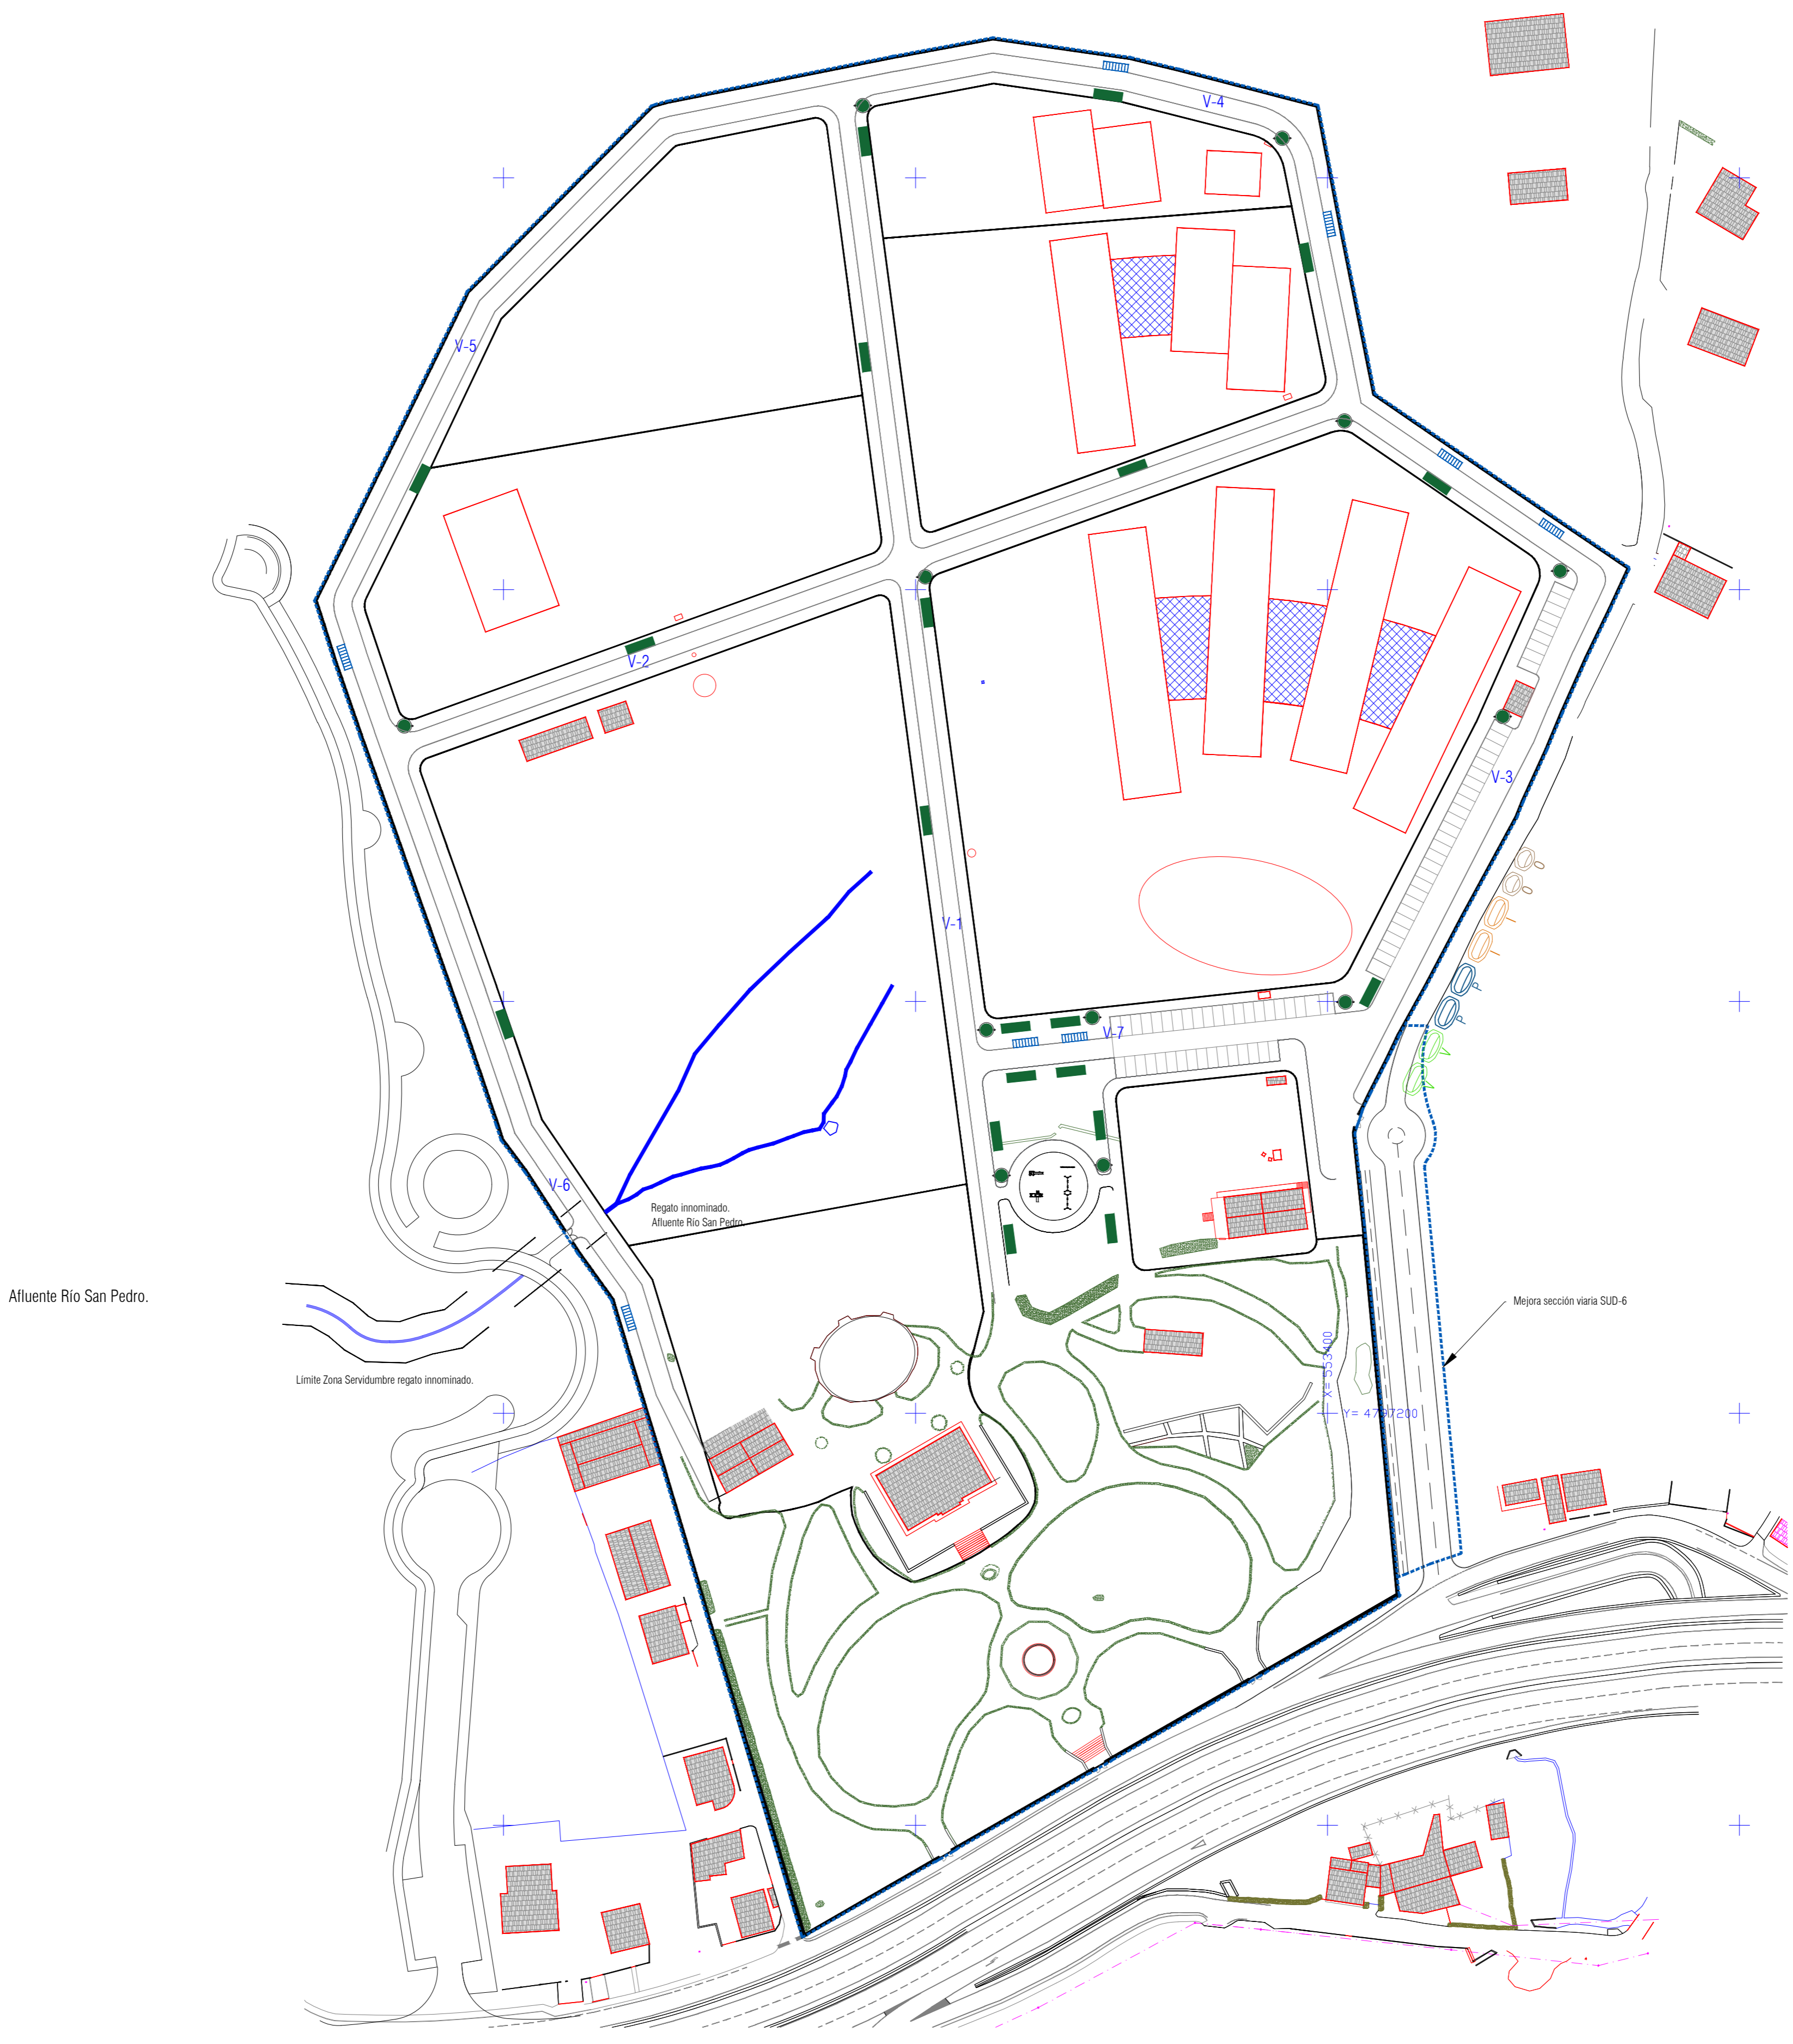 V-4
V-5
V-2
V-3
V-1
O
O
I
I
P
P
V-7
V-6
Regato innominado.
Afluente Río San Pedro.
Afluente Río San Pedro.
Mejora sección viaria SUD-6
Límite Zona Servidumbre regato innominado.
X= 553400
Y= 4797200